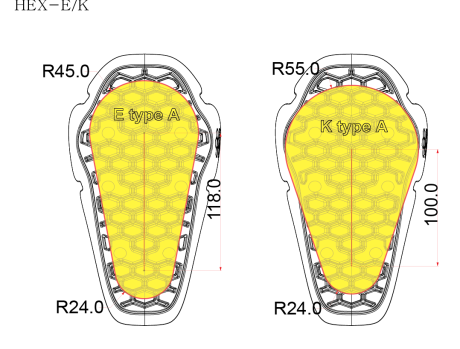 HEX-E/K
R45.0
R55.0
E type A
K type A
118.0
100.0
R24.0
R24.0